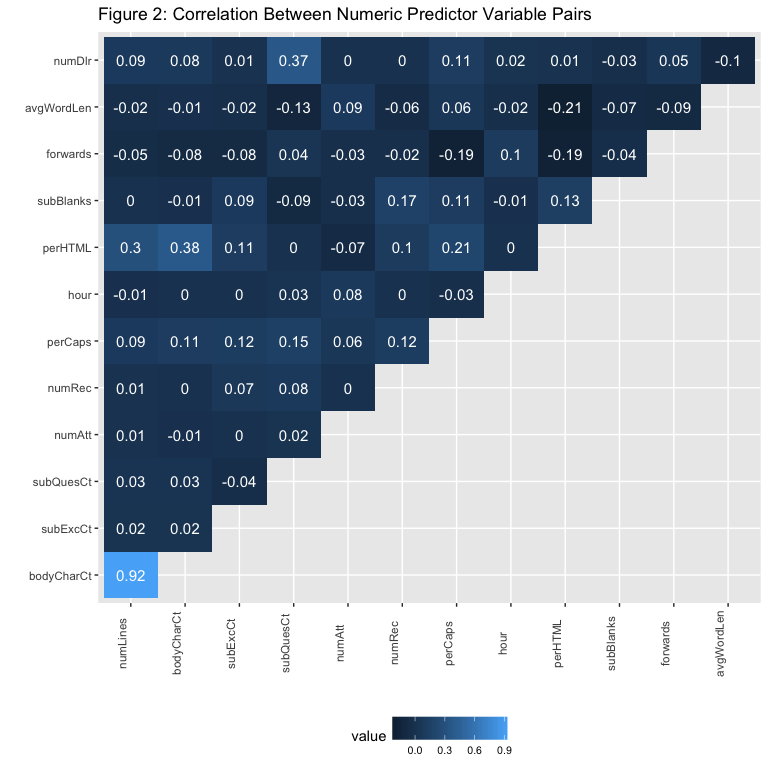 Figure 2: Correlation Between Numeric Predictor Variable Pairs
numDlr 0.09 0.08 0.01 0.37 0 0 0.11 0.02 0.01 -0.03 0.05 -0.1
avgWordLen -0.02 -0.01 -0.02 -0.13 0.09 -0.06 0.06 -0.02 -0.21 -0.07 -0.09
forwards -0.05 -0.08 -0.08 0.04 -0.03 -0.02 -0.19 0.1 -0.19 -0.04
subBlanks 0 -0.01 0.09 -0.09 -0.03 0.17 0.11 -0.01 0.13
perHTML 0.3 0.38 0.11 0 -0.07 0.1 0.21 0
hour -0.01 0 0 0.03 0.08 0 -0.03
perCaps 0.09 0.11 0.12 0.15 0.06 0.12
numRec 0.01 0 0.07 0.08 0
numAtt 0.01 -0.01 0 0.02
subQuesCt 0.03 0.03 -0.04
subExcCt 0.02 0.02
bodyCharCt 0.92
numLines bodyCharCt subExcCt subQuesCt numAtt numRec perCaps hour perHTML subBlanks forwards avgWordLen
value
0.0 0.3 0.6 0.9